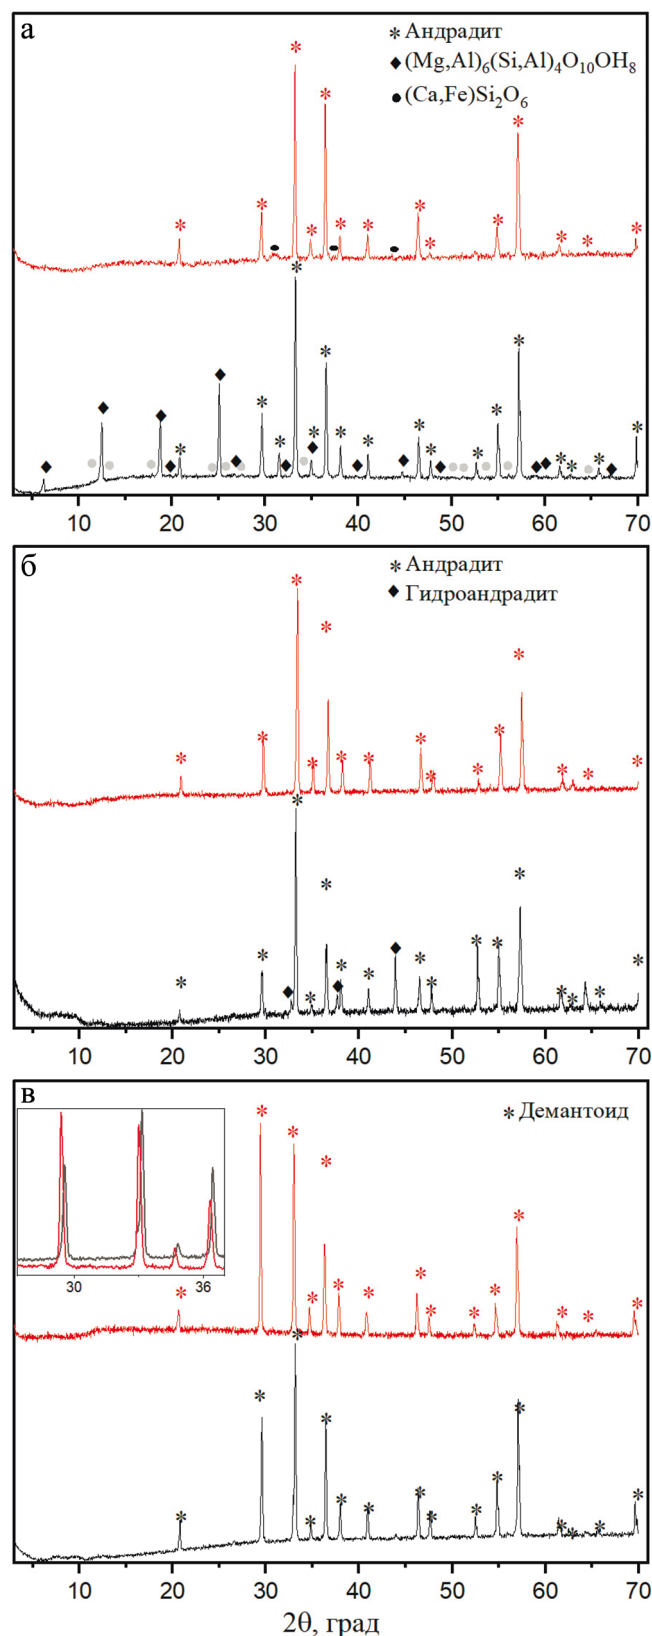 а
* Андрадит
◆ (Mg,Al)₆(Si,Al)₄O₁₀OH₈
● (Ca,Fe)Si₂O₆
10 20 30 40 50 60 70
б
* Андрадит
◆ Гидроандрадит
10 20 30 40 50 60 70
в
* Демантоид
30 36
10 20 30 40 50 60 70
2θ, град